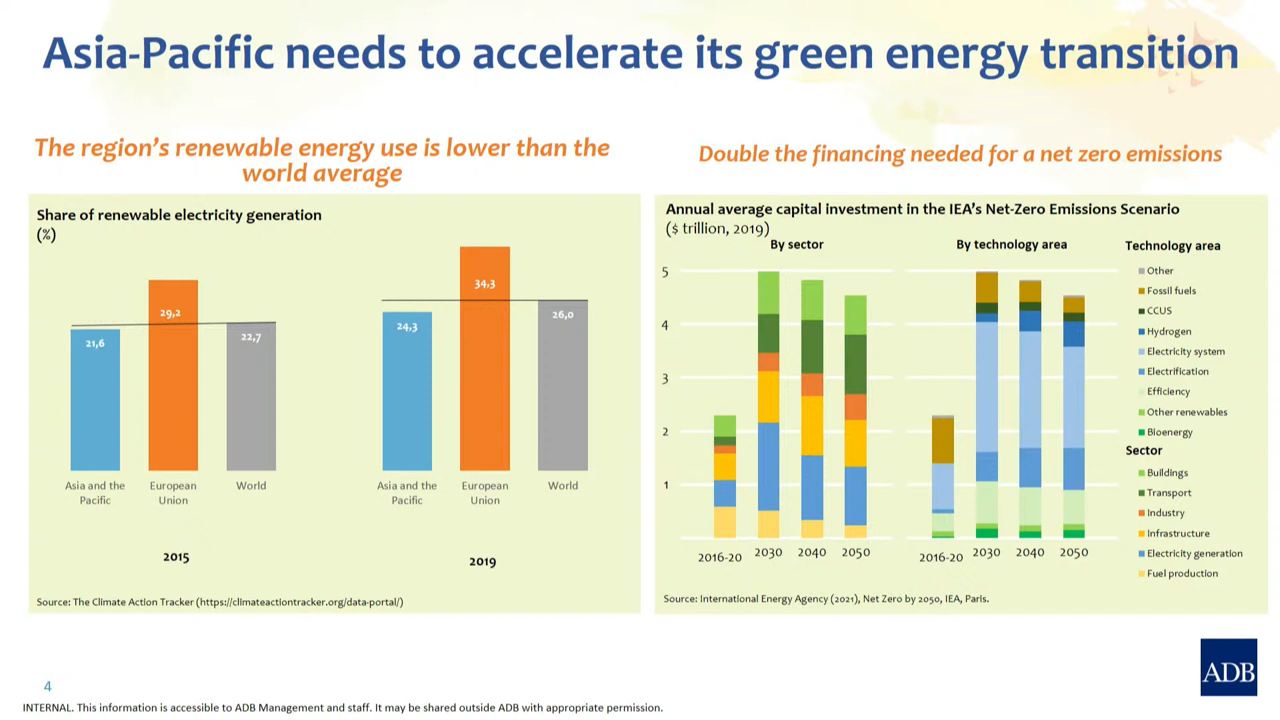 Asia-Pacific needs to accelerate its green energy transition
The region's renewable energy use is lower than the
world average
Share of renewable electricity generation
(%)
21,6
29,2
22,7
24,3
34,3
26,0
Asia and the
Pacific
European
Union
World
Asia and the
Pacific
European
Union
World
2015
2019
Source: The Climate Action Tracker (https://climateactiontracker.org/data-portal/)
Double the financing needed for a net zero emissions
Annual average capital investment in the IEA's Net-Zero Emissions Scenario
($ trillion, 2019)
By sector
By technology area
5
4
3
2
1
2016-20
2030
2040
2050
2016-20
2030
2040
2050
Technology area
Other
Fossil fuels
CCUS
Hydrogen
Electricity system
Electrification
Efficiency
Other renewables
Bioenergy
Sector
Buildings
Transport
Industry
Infrastructure
Electricity generation
Fuel production
Source: International Energy Agency (2021), Net Zero by 2050, IEA, Paris.
ADB
4
INTERNAL. This information is accessible to ADB Management and staff. It may be shared outside ADB with appropriate permission.